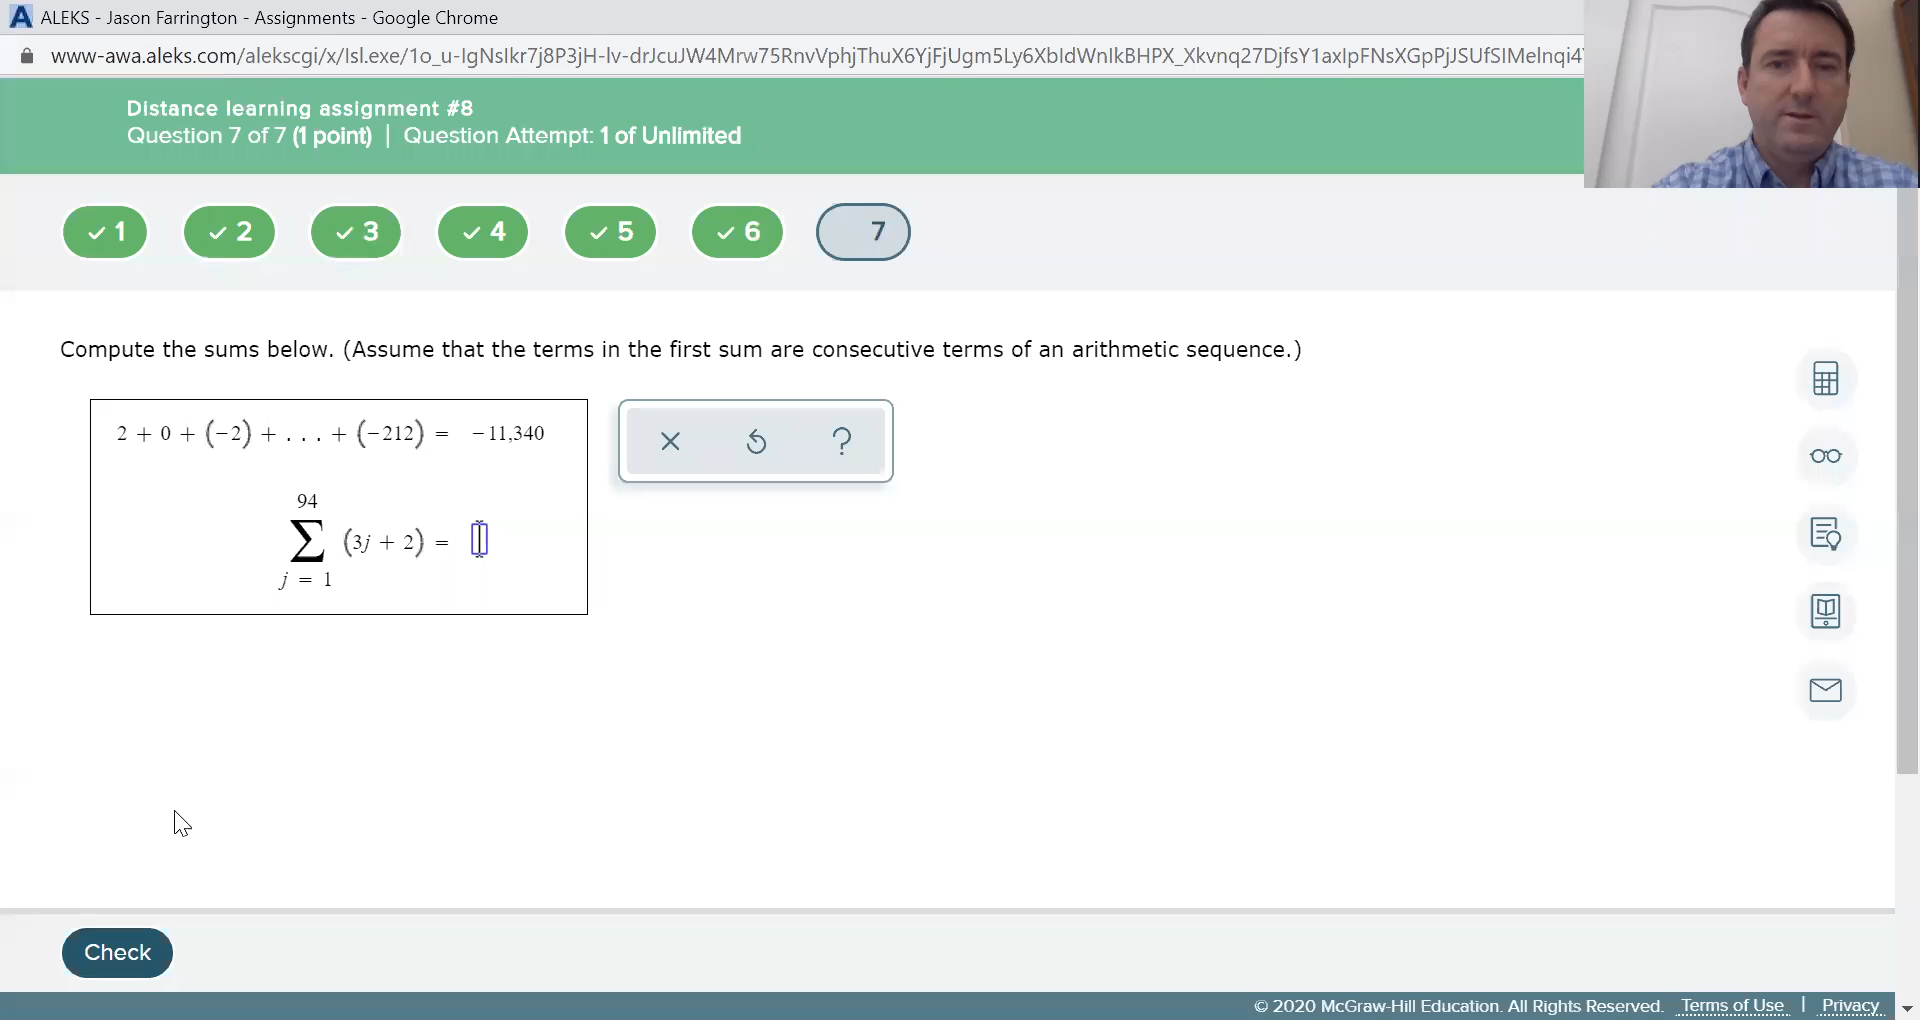 ALEKS - Jason Farrington - Assignments - Google Chrome
www-awa.aleks.com/alekscgi/x/Isl.exe/1o_u-IgNsIkr7j8P3jH-lv-drJcuJW4Mrw75RnvVphjThuX6YjFjUgm5Ly6XbIdWnIkBHPX_Xkvnq27DjfsY1axIpFNsXGpPjJSUfSIMeInqi4
Distance learning assignment #8
Question 7 of 7 (1 point) | Question Attempt: 1 of Unlimited
✓ 1 ✓ 2 ✓ 3 ✓ 4 ✓ 5 ✓ 6 7
Compute the sums below. (Assume that the terms in the first sum are consecutive terms of an arithmetic sequence.)
2 + 0 + (−2) + . . . + (−212) = −11,340
94
∑ (3j + 2) =
j = 1
?
Check
© 2020 McGraw-Hill Education. All Rights Reserved. Terms of Use | Privacy